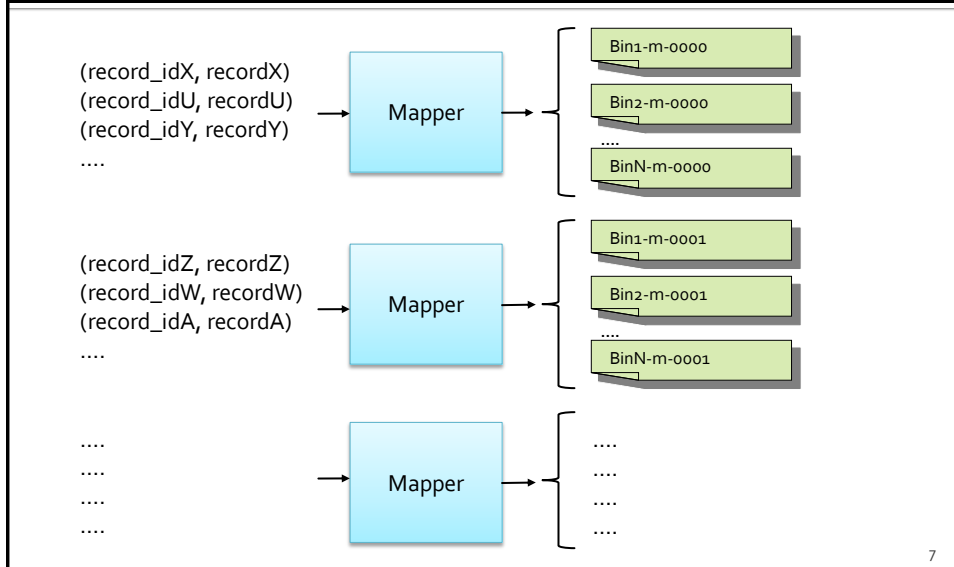 (record_idX, recordX)
(record_idU, recordU)
(record_idY, recordY)
....
Mapper
Bin1-m-0000
Bin2-m-0000
....
BinN-m-0000
(record_idZ, recordZ)
(record_idW, recordW)
(record_idA, recordA)
....
Mapper
Bin1-m-0001
Bin2-m-0001
....
BinN-m-0001
....
....
....
....
Mapper
....
....
....
....
7